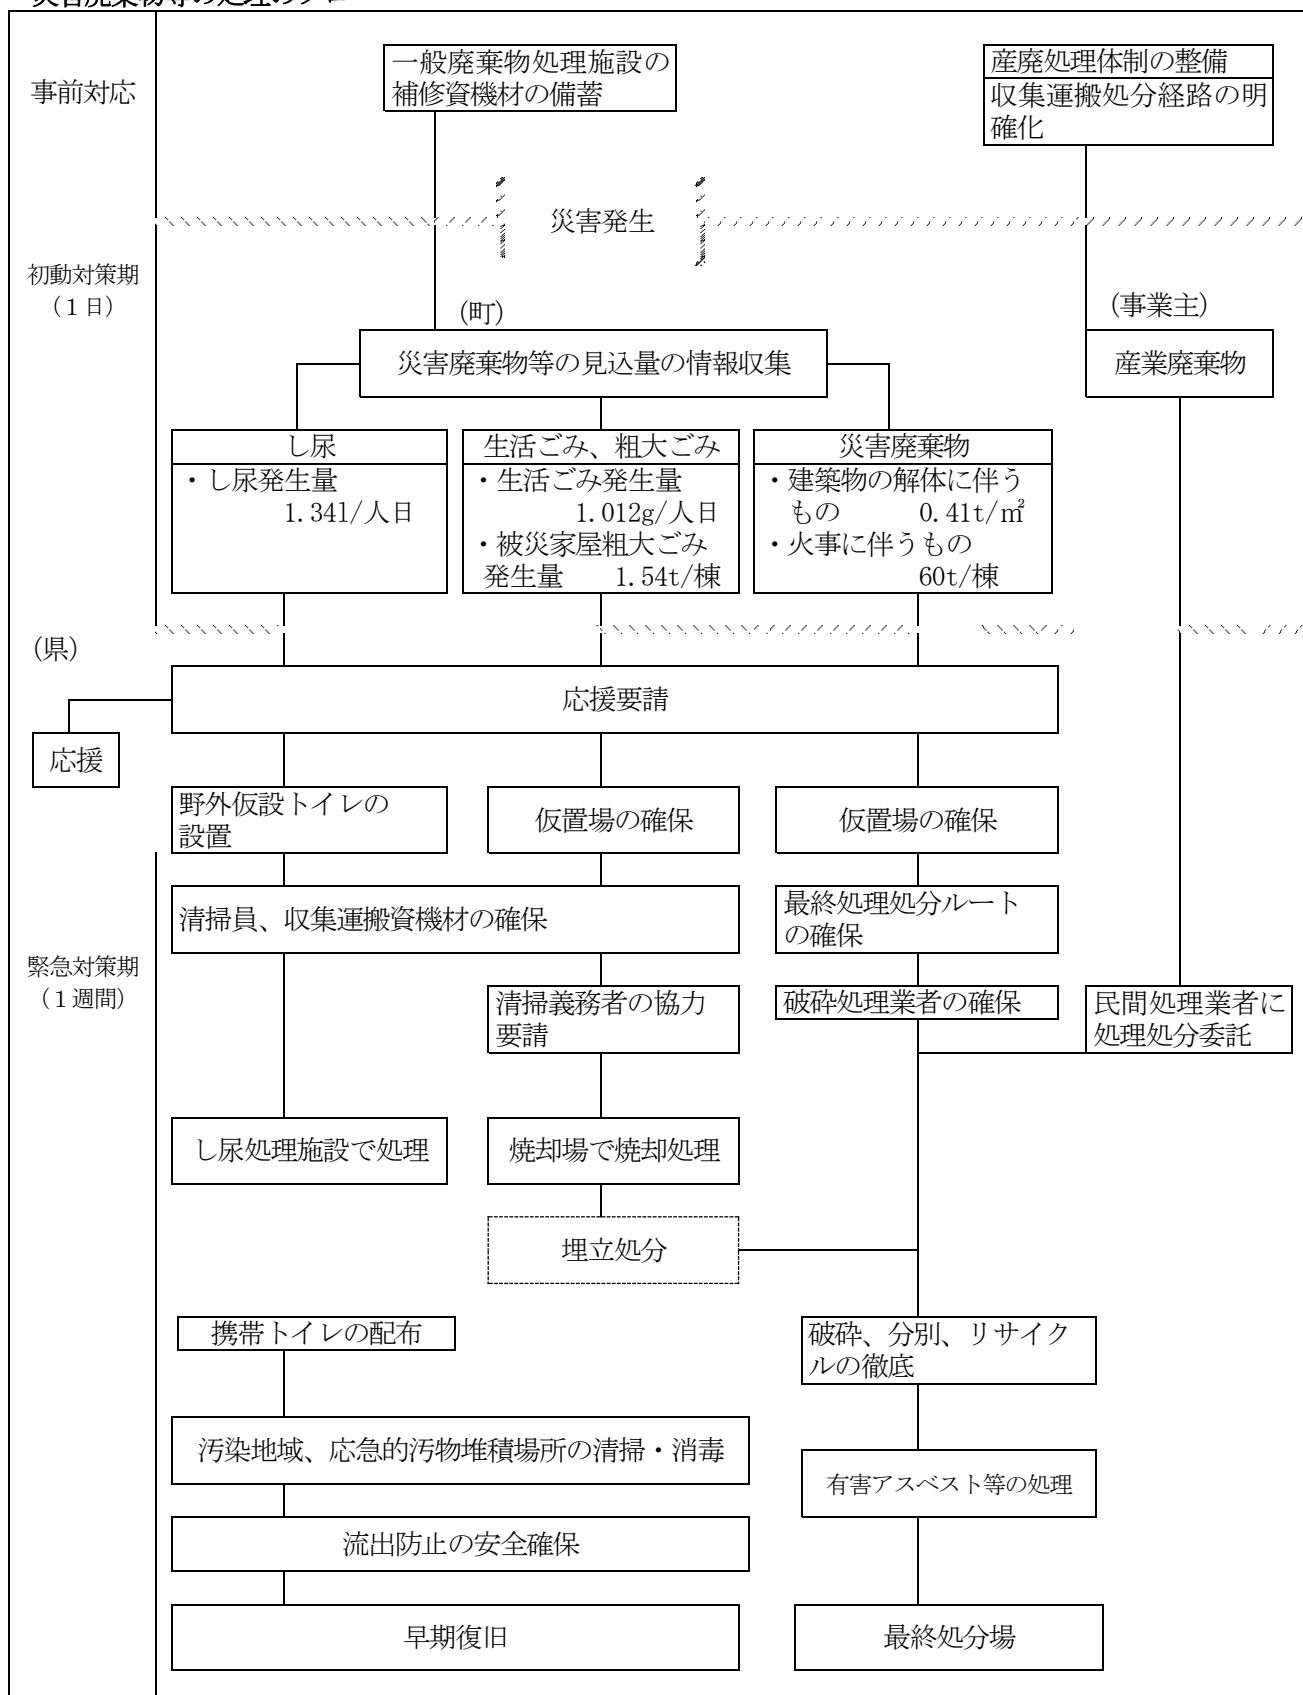 災害廃棄物等の処理のフロー
事前対応
一般廃棄物処理施設の
補修資機材の備蓄
産廃処理体制の整備
収集運搬処分経路の明
確化
災害発生
初動対策期
(1日)
(町)
(事業主)
災害廃棄物等の見込量の情報収集
産業廃棄物
し尿
・し尿発生量
1.34l/人日
生活ごみ、粗大ごみ
・生活ごみ発生量
1.012g/人日
・被災家屋粗大ごみ
発生量 1.54t/棟
災害廃棄物
・建築物の解体に伴う
もの 0.41t/㎡
・火事に伴うもの
60t/棟
(県)
応援要請
応援
野外仮設トイレの
設置
仮置場の確保
仮置場の確保
清掃員、収集運搬資機材の確保
最終処理処分ルート
の確保
緊急対策期
(1週間)
清掃義務者の協力
要請
破砕処理業者の確保
民間処理業者に
処理処分委託
し尿処理施設で処理
焼却場で焼却処理
埋立処分
携帯トイレの配布
破砕、分別、リサイク
ルの徹底
汚染地域、応急的汚物堆積場所の清掃・消毒
有害アスベスト等の処理
流出防止の安全確保
早期復旧
最終処分場